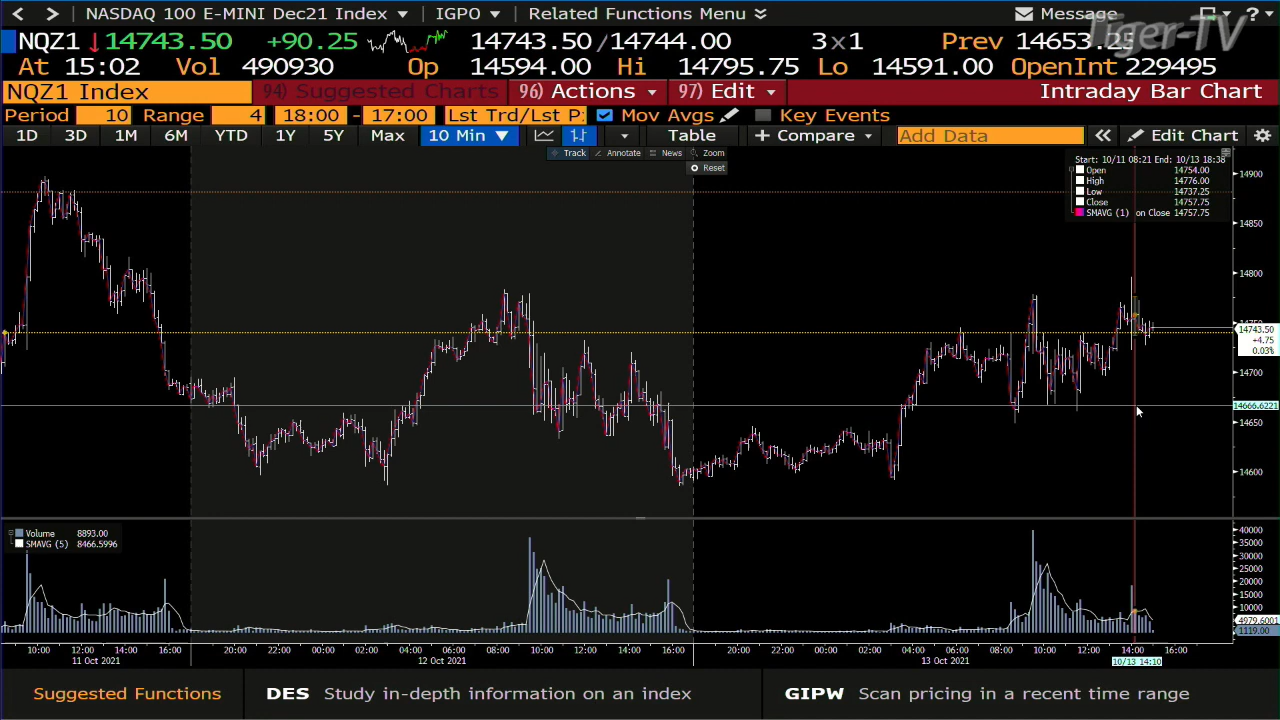 NASDAQ 100 E-MINI Dec21 Index IGPO Related Functions Menu Message ?
Tiger-TV
NQZ1 14743.50 +90.25 14743.50/14744.00 3x1 Prev 14653.25
At 15:02 Vol 490930 Op 14594.00 Hi 14795.75 Lo 14591.00 OpenInt 229495
NQZ1 Index 94) Suggested Charts 96) Actions 97) Edit Intraday Bar Chart
Period 10 Range 4 18:00 - 17:00 Lst Trd/Lst P Mov Avgs Key Events
1D 3D 1M 6M YTD 1Y 5Y Max 10 Min Table + Compare Add Data Edit Chart
Track Annotate News Zoom
Reset
Start: 10/11 08:21 End: 10/13 18:38
Open 14754.00
High 14776.00
Low 14737.25
Close 14757.75
SMAVG (1) on Close 14757.75
14900
14850
14800
14750
14743.50
+4.75
0.03%
14700
14666.6221
14650
14600
Volume 8893.00
SMAVG (5) 8466.5996
40000
35000
30000
25000
20000
15000
10000
4979.6001
1119.00
10:00 12:00 14:00 16:00 20:00 22:00 00:00 02:00 04:00 06:00 08:00 10:00 12:00 14:00 16:00 20:00 22:00 00:00 02:00 04:00 06:00 08:00 10:00 12:00 14:00 16:00
11 Oct 2021 12 Oct 2021 13 Oct 2021 10/13 14:10
Suggested Functions DES Study in-depth information on an index GIPW Scan pricing in a recent time range